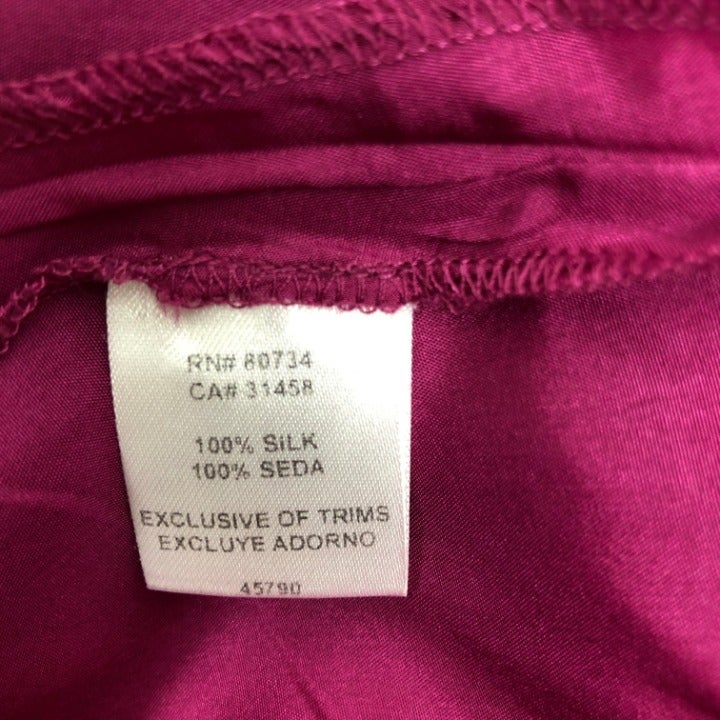 RN# 80734
CA# 31458
100% SILK
100% SEDA
EXCLUSIVE OF TRIMS
EXCLUYE ADORNO
45790